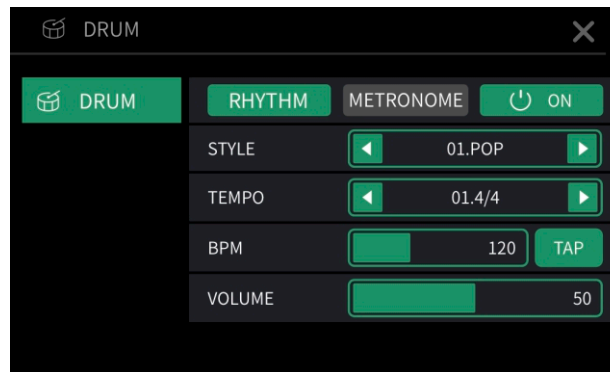 DRUM
DRUM RHYTHM METRONOME ON
STYLE 01.POP
TEMPO 01.4/4
BPM 120 TAP
VOLUME 50